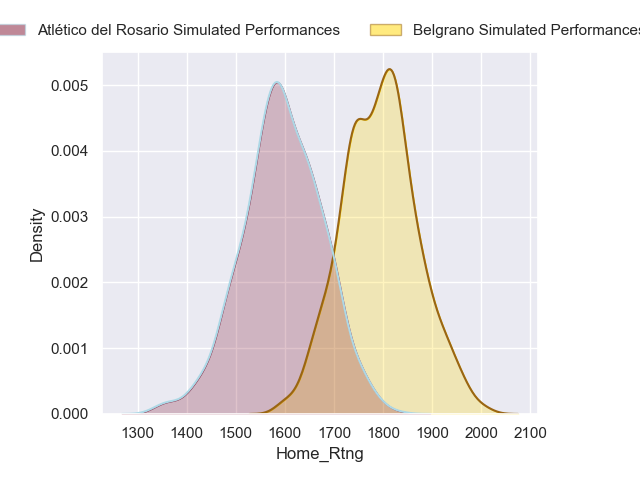 Atlético del Rosario Simulated Performances
Belgrano Simulated Performances
0.005
0.004
0.003
0.002
0.001
0.000
Density
1300 1400 1500 1600 1700 1800 1900 2000 2100
Home_Rtng